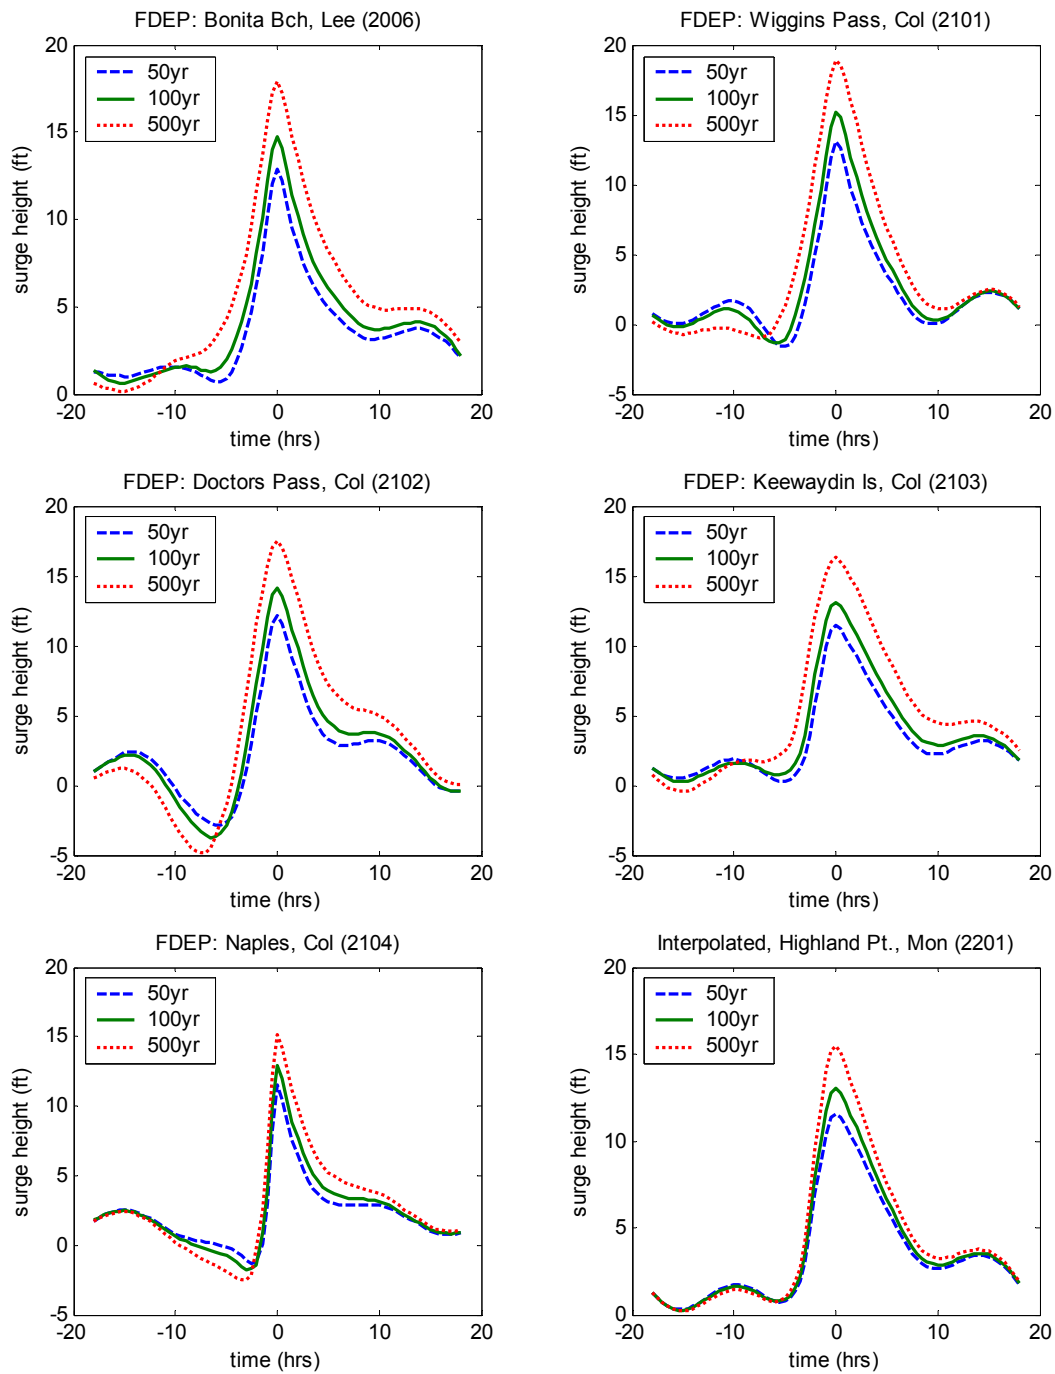 FDEP: Bonita Bch, Lee (2006)
20
15
10
5
0
surge height (ft)
50yr
100yr
500yr
-20 -10 0 10 20
time (hrs)
FDEP: Wiggins Pass, Col (2101)
20
15
10
5
0
-5
surge height (ft)
50yr
100yr
500yr
-20 -10 0 10 20
time (hrs)
FDEP: Doctors Pass, Col (2102)
20
15
10
5
0
-5
surge height (ft)
50yr
100yr
500yr
-20 -10 0 10 20
time (hrs)
FDEP: Keewaydin Is, Col (2103)
20
15
10
5
0
-5
surge height (ft)
50yr
100yr
500yr
-20 -10 0 10 20
time (hrs)
FDEP: Naples, Col (2104)
20
15
10
5
0
-5
surge height (ft)
50yr
100yr
500yr
-20 -10 0 10 20
time (hrs)
Interpolated, Highland Pt., Mon (2201)
20
15
10
5
0
surge height (ft)
50yr
100yr
500yr
-20 -10 0 10 20
time (hrs)